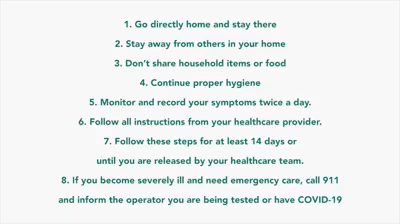 1. Go directly home and stay there
2. Stay away from others in your home
3. Don't share household items or food
4. Continue proper hygiene
5. Monitor and record your symptoms twice a day.
6. Follow all instructions from your healthcare provider.
7. Follow these steps for at least 14 days or
until you are released by your healthcare team.
8. If you become severely ill and need emergency care, call 911
and inform the operator you are being tested or have COVID-19